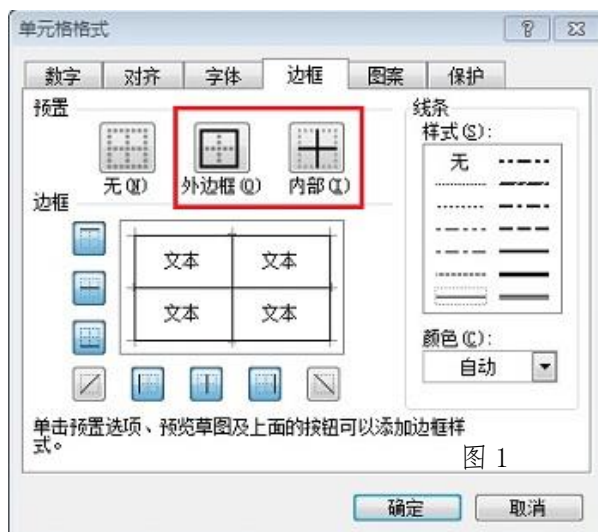 单元格格式
数字 对齐 字体 边框 图案 保护
预置
无(N) 外边框(O) 内部(I)
边框
文本 文本
文本 文本
线条
样式(S):
无
颜色(C):
自动
单击预置选项、预览草图及上面的按钮可以添加边框样
式。
图 1
确定 取消